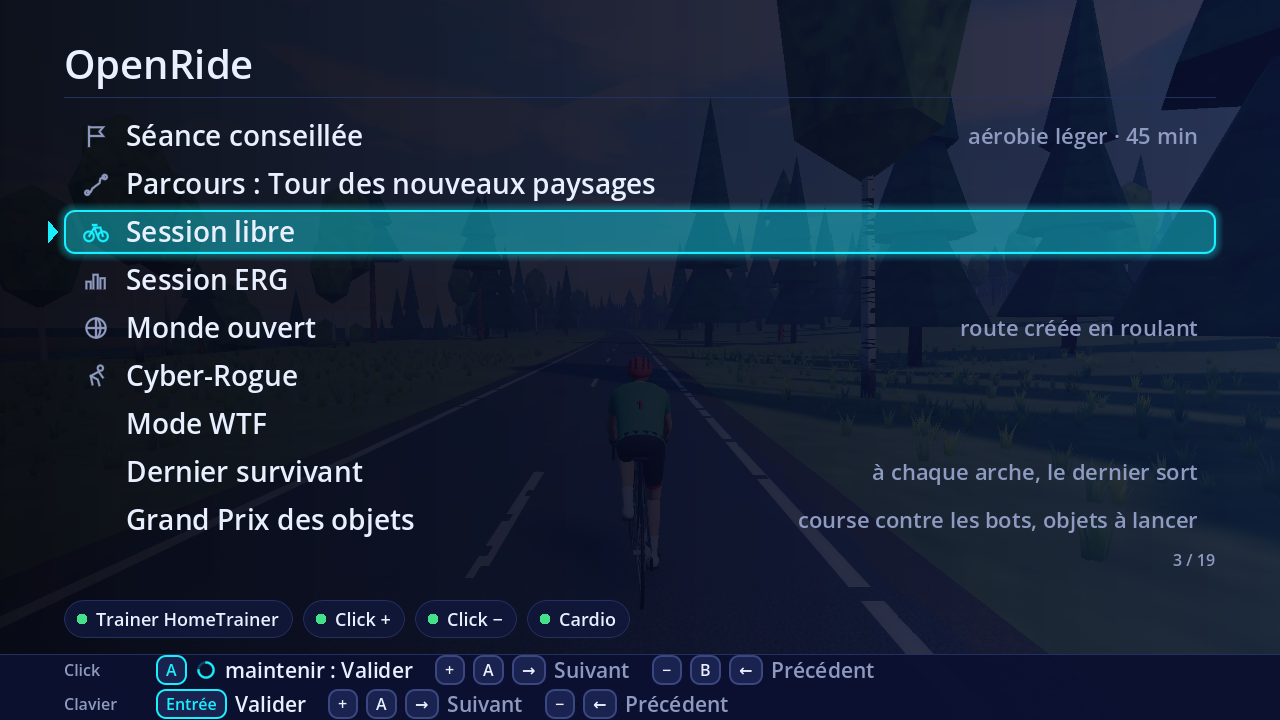 OpenRide
Séance conseillée aérobie léger · 45 min
Parcours : Tour des nouveaux paysages
Session libre
Session ERG
Monde ouvert route créée en roulant
Cyber-Rogue
Mode WTF
Dernier survivant à chaque arche, le dernier sort
Grand Prix des objets course contre les bots, objets à lancer
3 / 19
Trainer HomeTrainer Click + Click − Cardio
Click A maintenir : Valider + A → Suivant − B ← Précédent
Clavier Entrée Valider + A → Suivant − ← Précédent